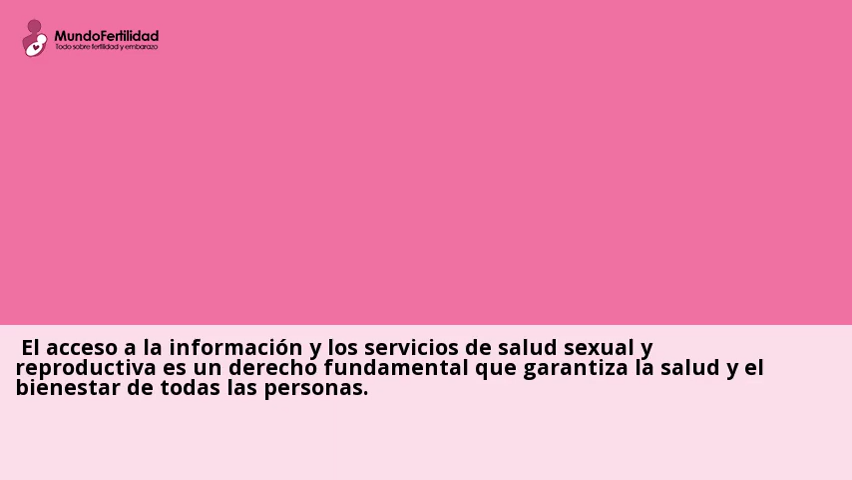 MundoFertilidad
Todo sobre fertilidad y embarazo
El acceso a la información y los servicios de salud sexual y
reproductiva es un derecho fundamental que garantiza la salud y el
bienestar de todas las personas.